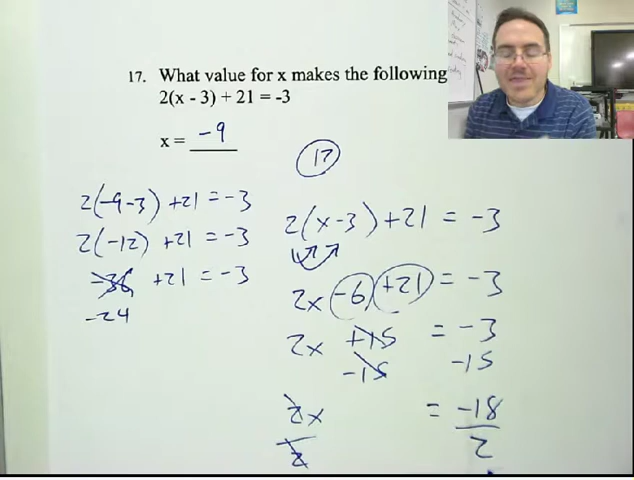 17. What value for x makes the following
2(x - 3) + 21 = -3
x = -9
17
2(-9-3) +21 = -3
2(-12) +21 = -3
-36 +21 = -3
-24
2(x-3)+21 = -3
2x -6 +21 = -3
2x +15 = -3
-15 -15
2x = -18
2 2